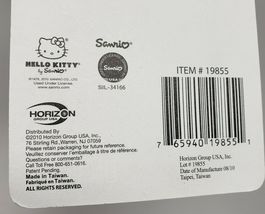 HELLO KITTY
by Sanrio
Sanrio
©1976, 2010 SANRIO CO., LTD.
Used Under License
www.sanrio.com
SIIL-34166
USA
ITEM # 19855
HORIZON
GROUP USA
7 65940 19855 1
Distributed By
©2010 Horizon Group USA, Inc.
76 Stirling Rd., Warren, NJ 07059
Please retain packaging for future reference.
Veuillez conserver l'emballage à titre de référence.
Questions or comments?
Call Toll Free 800-651-0616.
Patent Pending.
Made in Taiwan.
Fabriqué en Taiwan.
ALL RIGHTS RESERVED.
Horizon Group USA, Inc.
Lot # 19855
Date of Manufacture 08/10
Taipei, Taiwan